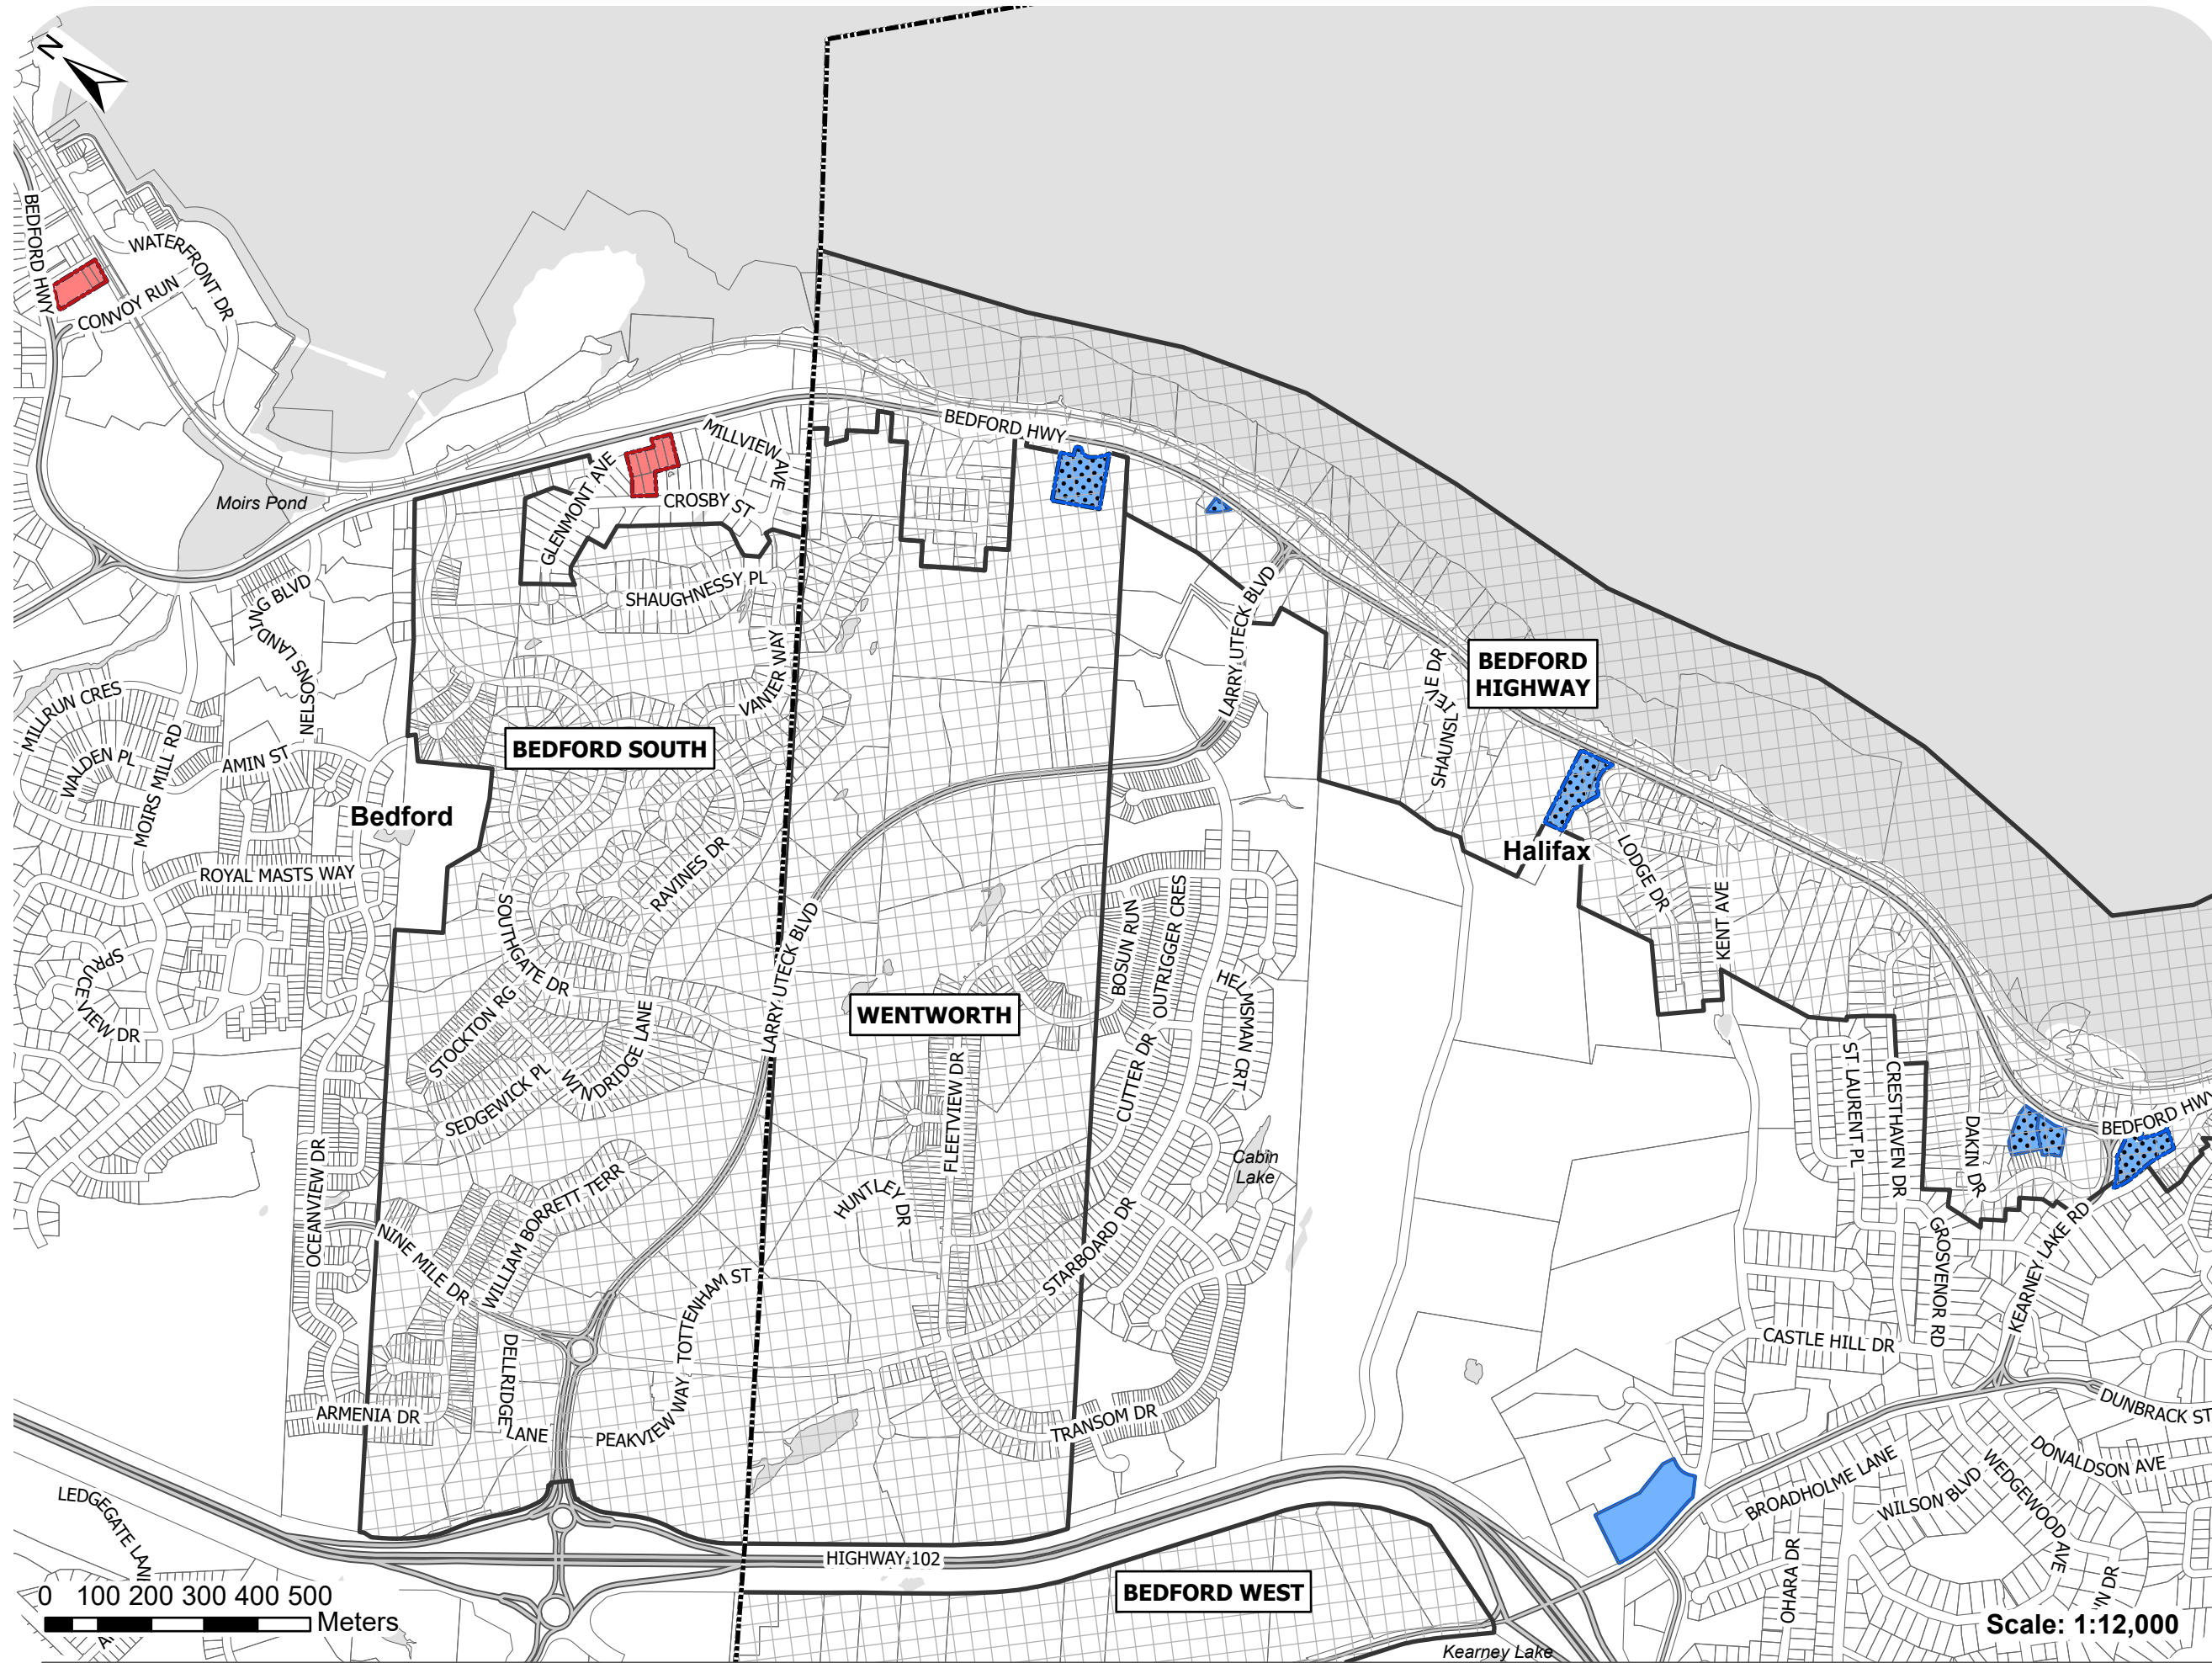 N
BEDFORD HWY
WATERFRONT DR
CONVOY RUN
Moirs Pond
BEDFORD HWY
MILLVIEW AVE
GLENMONT AVE
CROSBY ST
SHAUGHNESSY PL
NELSONS LANDING BLVD
VANIER WAY
LARRY UTECK BLVD
SHAUNSLIEVE DR
BEDFORD
HIGHWAY
MILLRUN CRES
WALDEN PL
MOIRS MILL RD
AMIN ST
BEDFORD SOUTH
Bedford
ROYAL MASTS WAY
RAVINES DR
SOUTHGATE DR
Halifax
LODGE DR
KENT AVE
SPRUCE VIEW DR
STOCKTON RG
SEDGEWICK PL
WINDRIDGE LANE
LARRY UTECK BLVD
WENTWORTH
BOSUN RUN
OUTRIGGER CRES
HELMSMAN CRT
CUTTER DR
FLEETVIEW DR
ST LAURENT PL
CRESTHAVEN DR
DAKIN DR
BEDFORD HWY
Cabin
Lake
HUNTLEY DR
OCEANVIEW DR
NINE MILE DR
WILLIAM BORRETT TERR
STARBOARD DR
GROSVENOR RD
KEARNEY LAKE RD
TOTTENHAM ST
CASTLE HILL DR
DELLRIDGE LANE
PEAKVIEW WAY
ARMENIA DR
TRANSOM DR
DUNBRACK ST
DONALDSON AVE
BROADHOLME LANE
WILSON BLVD
WEDGEWOOD AVE
LEDGEGATE LANE
OHARA DR
HIGHWAY 102
BEDFORD WEST
0 100 200 300 400 500
Meters
Kearney Lake
Scale: 1:12,000